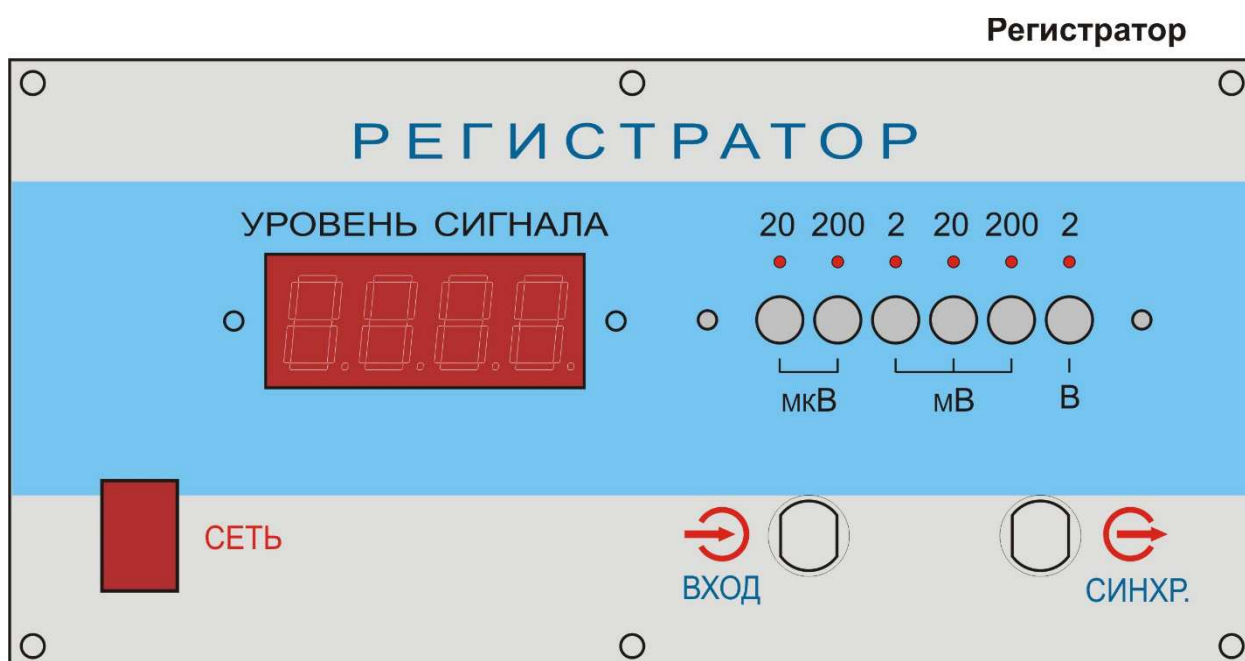 Регистратор
РЕГИСТРАТОР
УРОВЕНЬ СИГНАЛА
20 200 2 20 200 2
мкВ мВ В
СЕТЬ
ВХОД
СИНХР.